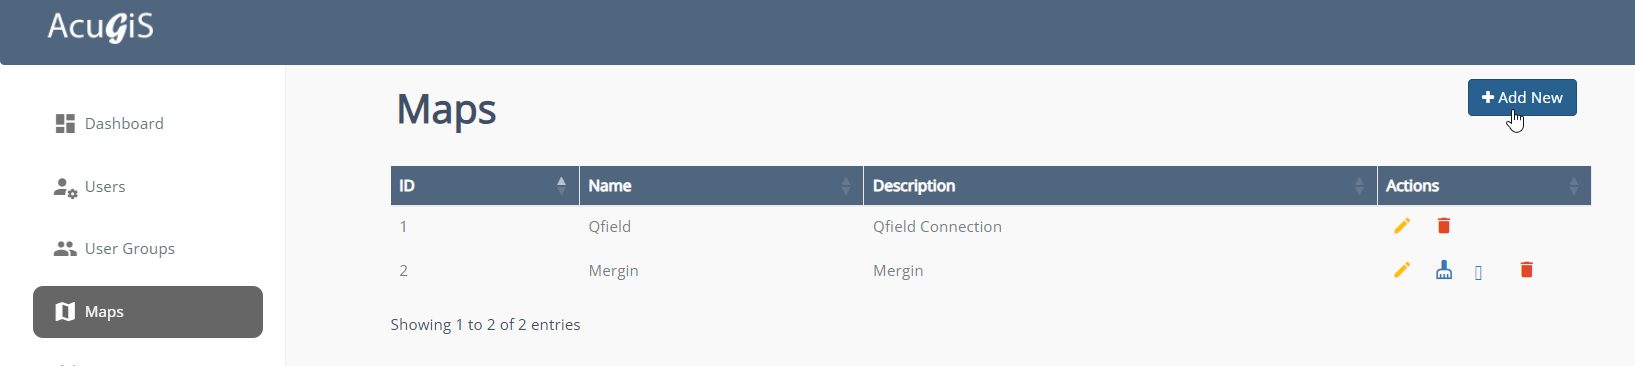 AcuGiS
Dashboard
Users
User Groups
Maps
Maps
Add New
ID Name Description Actions
1 Qfield Qfield Connection
2 Mergin Mergin
Showing 1 to 2 of 2 entries